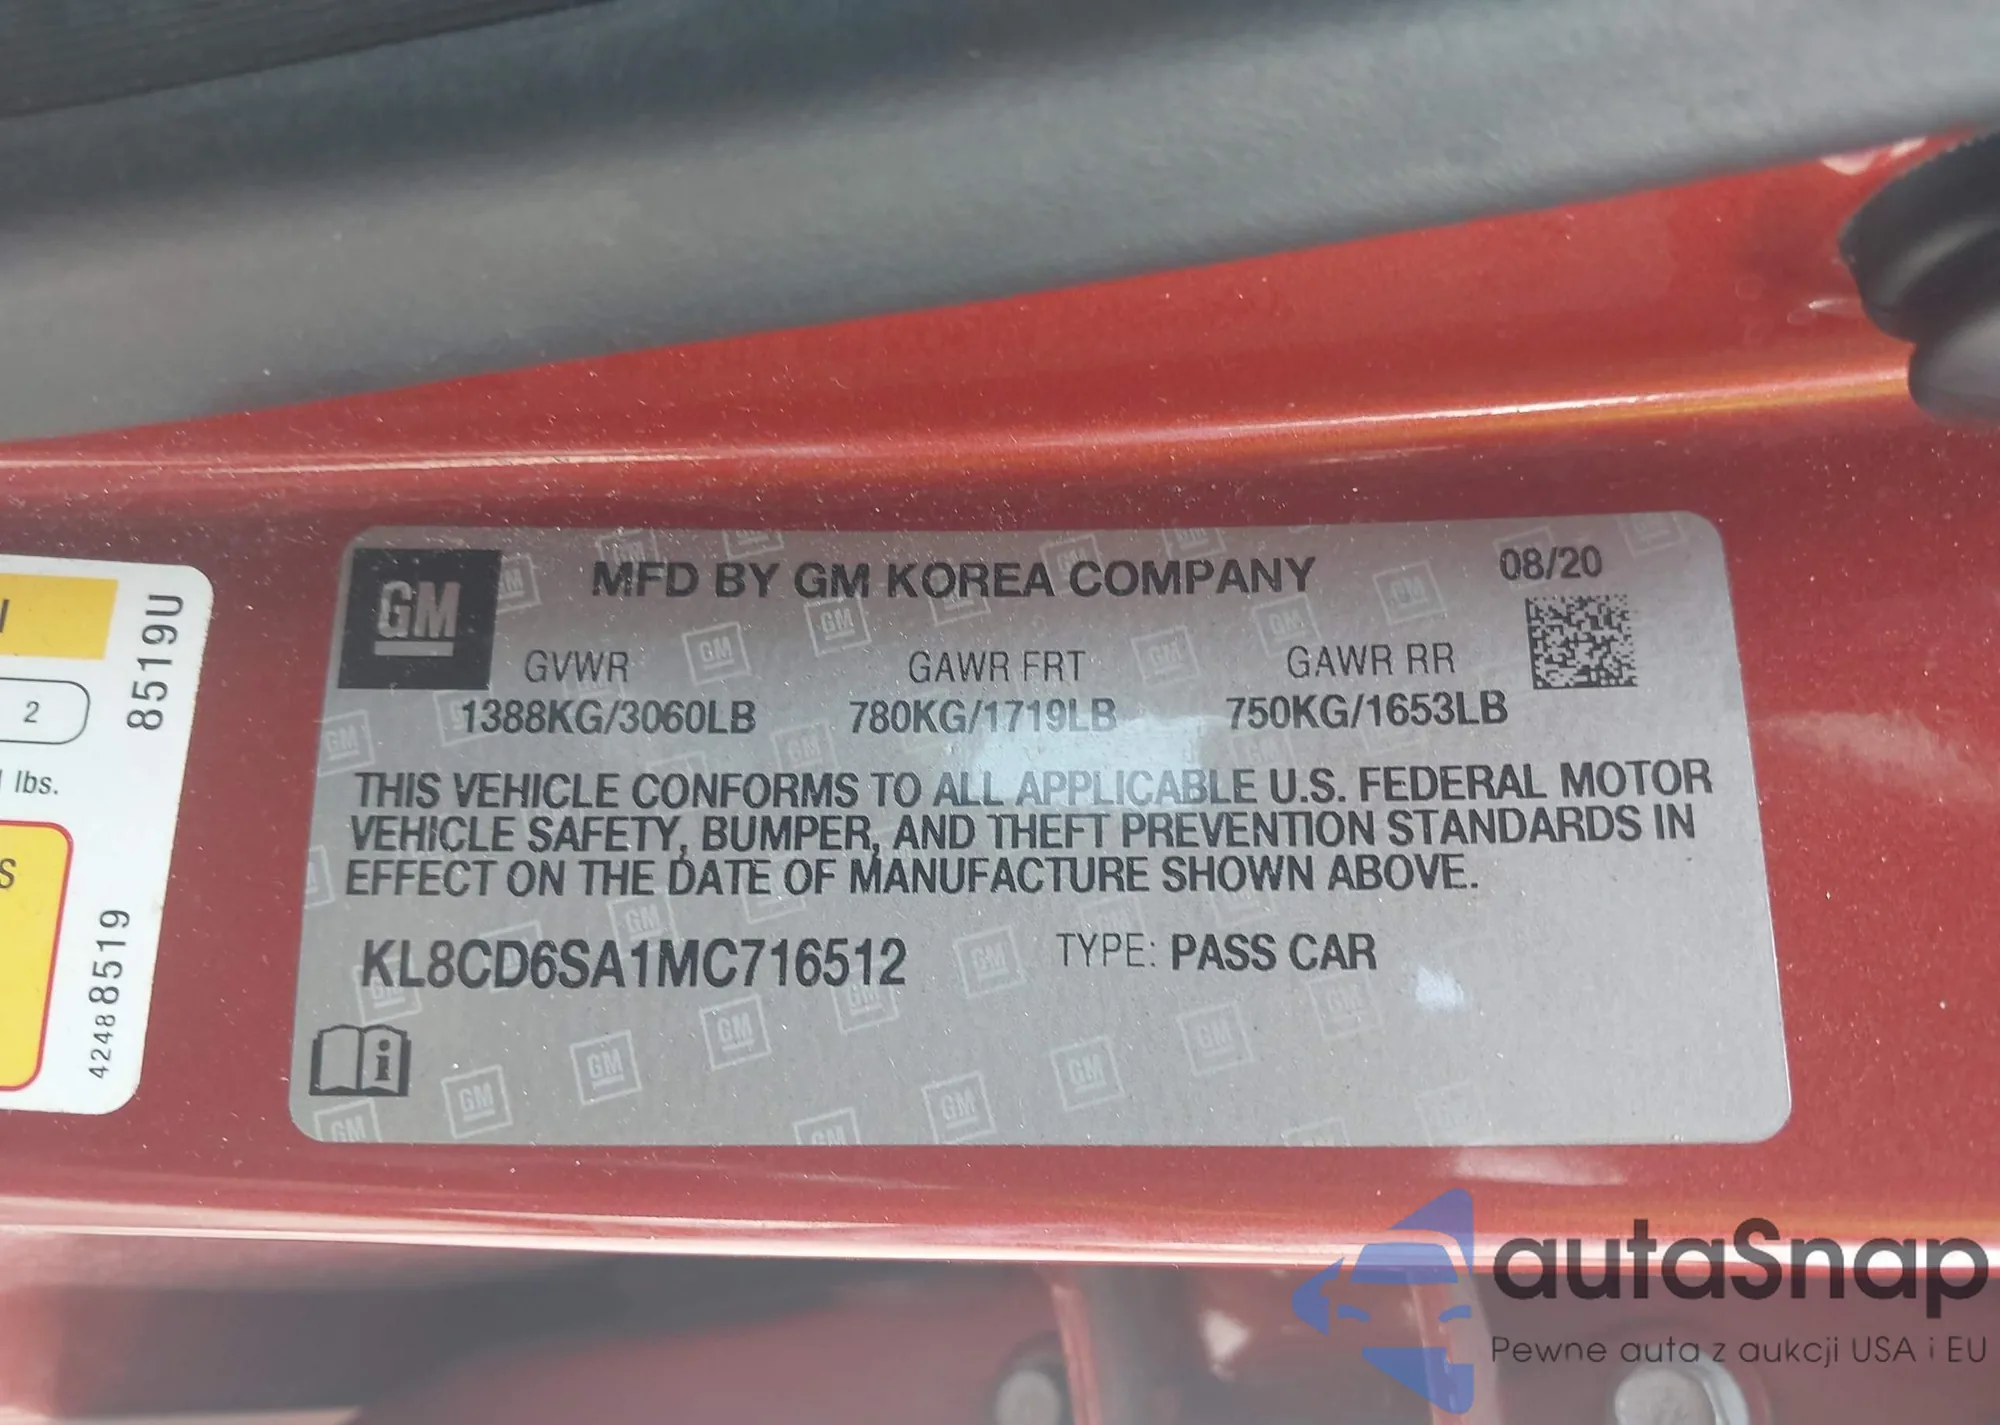 GM
MFD BY GM KOREA COMPANY
08/20
GVWR
GAWR FRT
GAWR RR
1388KG/3060LB
780KG/1719LB
750KG/1653LB
THIS VEHICLE CONFORMS TO ALL APPLICABLE U.S. FEDERAL MOTOR
VEHICLE SAFETY, BUMPER, AND THEFT PREVENTION STANDARDS IN
EFFECT ON THE DATE OF MANUFACTURE SHOWN ABOVE.
KL8CD6SA1MC716512
TYPE: PASS CAR
2
lbs.
S
8519U
42488519
autaSnap
Pewne auta z aukcji USA i EU